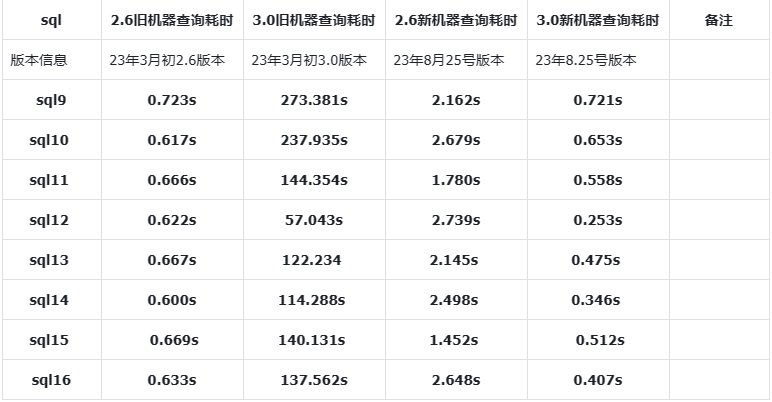 sql 2.6旧机器查询耗时 3.0旧机器查询耗时 2.6新机器查询耗时 3.0新机器查询耗时 备注
版本信息 23年3月初2.6版本 23年3月初3.0版本 23年8月25号版本 23年8.25号版本
sql9 0.723s 273.381s 2.162s 0.721s
sql10 0.617s 237.935s 2.679s 0.653s
sql11 0.666s 144.354s 1.780s 0.558s
sql12 0.622s 57.043s 2.739s 0.253s
sql13 0.667s 122.234 2.145s 0.475s
sql14 0.600s 114.288s 2.498s 0.346s
sql15 0.669s 140.131s 1.452s 0.512s
sql16 0.633s 137.562s 2.648s 0.407s